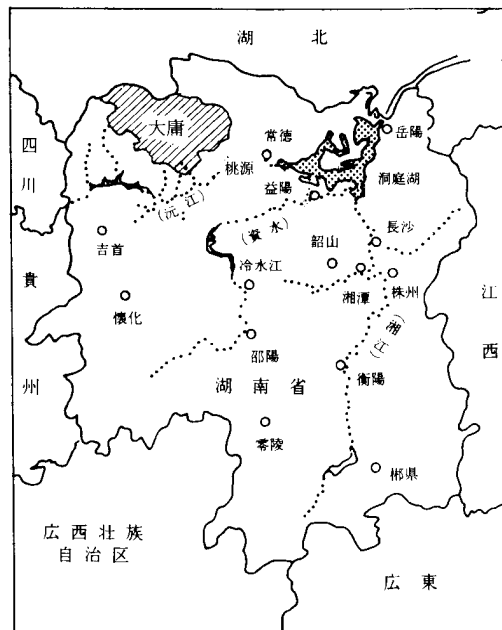 湖北
大庸
四川
常徳
岳陽
桃源
洞庭湖
益陽
(沅江)
(資水)
吉首
韶山
長沙
冷水江
湘潭
株州
貴州
懐化
(湘江)
江西
邵陽
衡陽
湖南省
零陵
郴県
広西壮族
自治区
広東